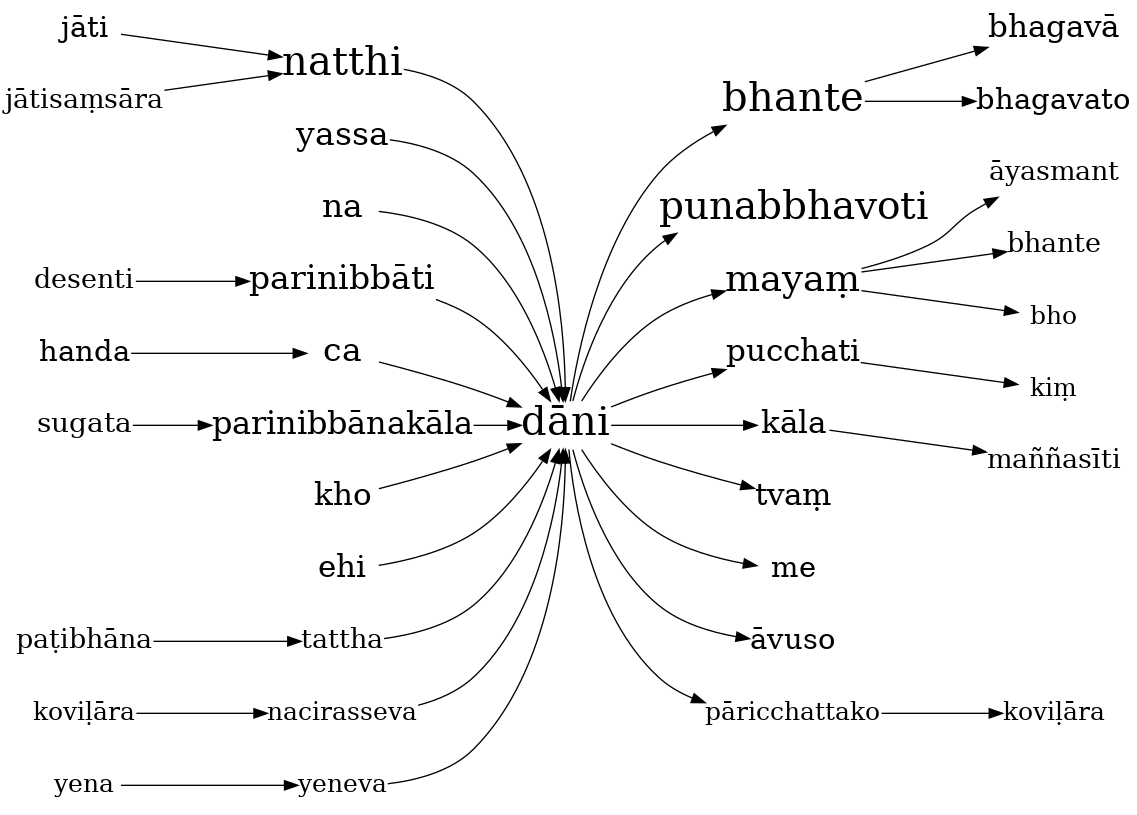 jāti
jātisaṃsāra
desenti
handa
sugata
paṭibhāna
koviḷāra
yena
natthi
yassa
na
parinibbāti
ca
parinibbānakāla
kho
ehi
tattha
nacirasseva
yeneva
dāni
bhante
punabbhavoti
mayaṃ
pucchati
kāla
tvaṃ
me
āvuso
pāricchattako
bhagavā
bhagavato
āyasmant
bhante
bho
kiṃ
maññasīti
koviḷāra